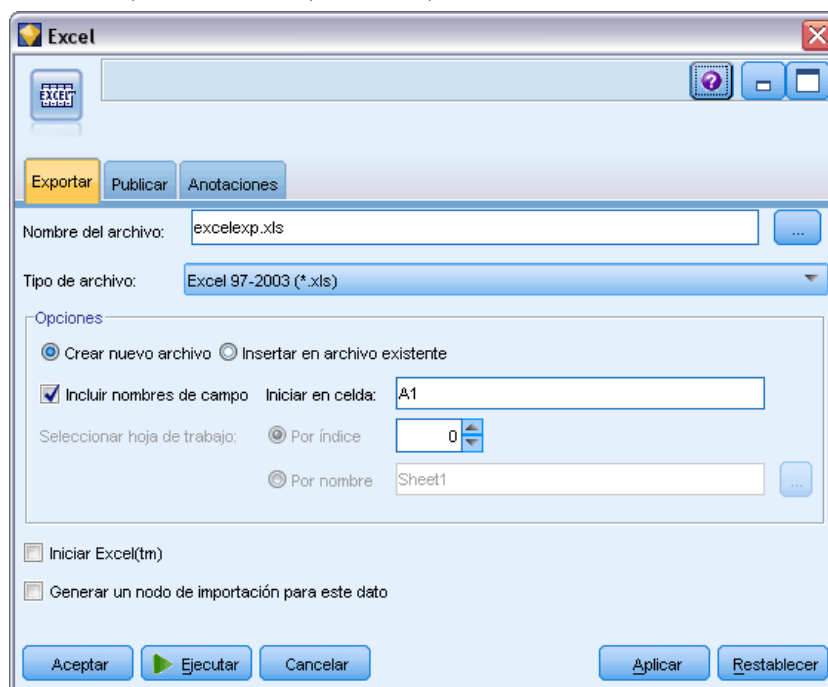 Excel
EXCEL
Exportar Publicar Anotaciones
Nombre del archivo: excelexp.xls ...
Tipo de archivo: Excel 97-2003 (*.xls)
Opciones
Crear nuevo archivo Insertar en archivo existente
Incluir nombres de campo Iniciar en celda: A1
Seleccionar hoja de trabajo: Por índice 0
Por nombre Sheet1 ...
Iniciar Excel(tm)
Generar un nodo de importación para este dato
Aceptar Ejecutar Cancelar Aplicar Restablecer